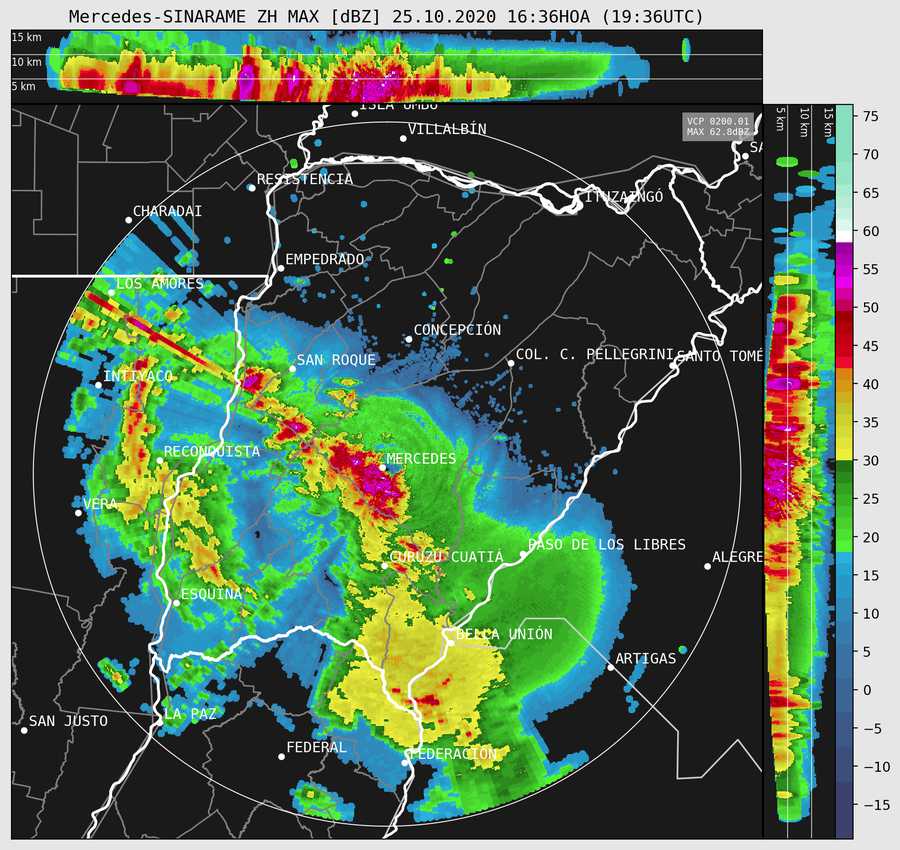 Mercedes-SINARAME ZH MAX [dBZ] 25.10.2020 16:36HOA (19:36UTC)
15 km
10 km
5 km
5 km
10 km
15 km
VCP 0200.01
MAX 62.8dBZ
ISLA UMBÚ
VILLALBÍN
SA
RESISTENCIA
ITUZAINGÓ
CHARADAI
EMPEDRADO
LOS AMORES
CONCEPCIÓN
SAN ROQUE
COL. C. PELLEGRINI
SANTO TOMÉ
INTIYACO
RECONQUISTA
MERCEDES
VERA
CURUZÚ CUATIÁ
PASO DE LOS LIBRES
ALEGRE
ESQUINA
BELLA UNIÓN
ARTIGAS
SAN JUSTO
LA PAZ
FEDERAL
FEDERACIÓN
75
70
65
60
55
50
45
40
35
30
25
20
15
10
5
0
−5
−10
−15